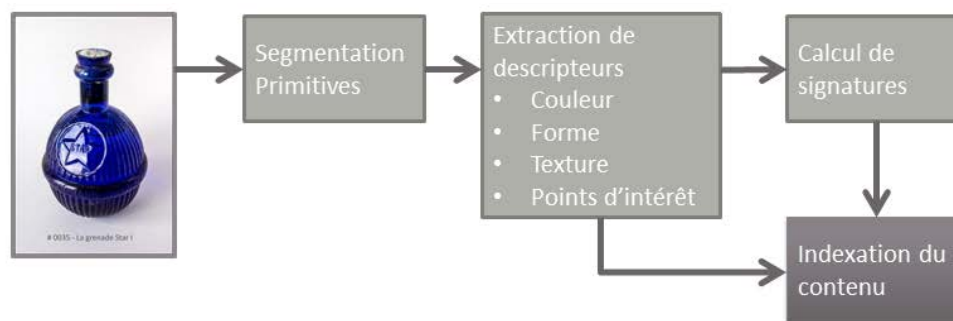 STAR
# 0035 - La grenade Star I
Segmentation
Primitives
Extraction de
descripteurs
• Couleur
• Forme
• Texture
• Points d'intérêt
Calcul de
signatures
Indexation du
contenu